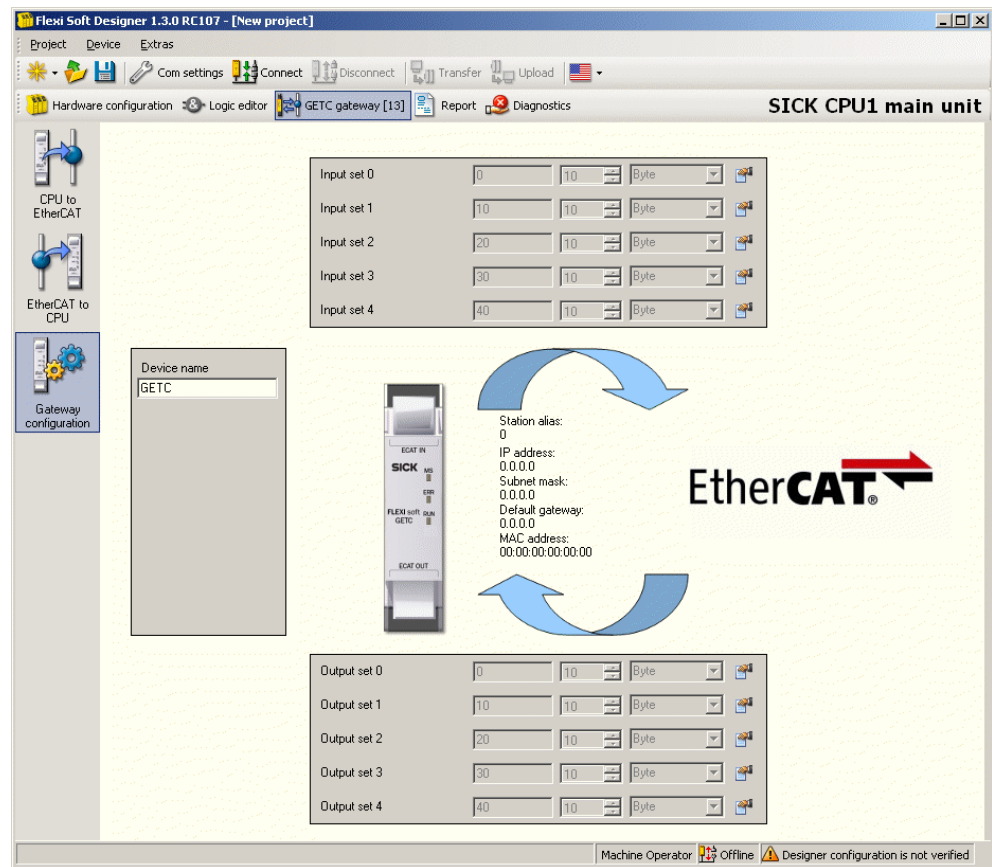 Flexi Soft Designer 1.3.0 RC107 - [New project]
Project Device Extras
Com settings Connect Disconnect Transfer Upload
Hardware configuration Logic editor GETC gateway [13] Report Diagnostics SICK CPU1 main unit
CPU to
EtherCAT
EtherCAT to
CPU
Gateway
configuration
Input set 0 0 10 Byte
Input set 1 10 10 Byte
Input set 2 20 10 Byte
Input set 3 30 10 Byte
Input set 4 40 10 Byte
Device name
GETC
ECAT IN
SICK MS
ERR
FLEXI soft RUN
GETC
ECAT OUT
Station alias:
0
IP address:
0.0.0.0
Subnet mask:
0.0.0.0
Default gateway:
0.0.0.0
MAC address:
00:00:00:00:00:00
EtherCAT®
Output set 0 0 10 Byte
Output set 1 10 10 Byte
Output set 2 20 10 Byte
Output set 3 30 10 Byte
Output set 4 40 10 Byte
Machine Operator Offline Designer configuration is not verified